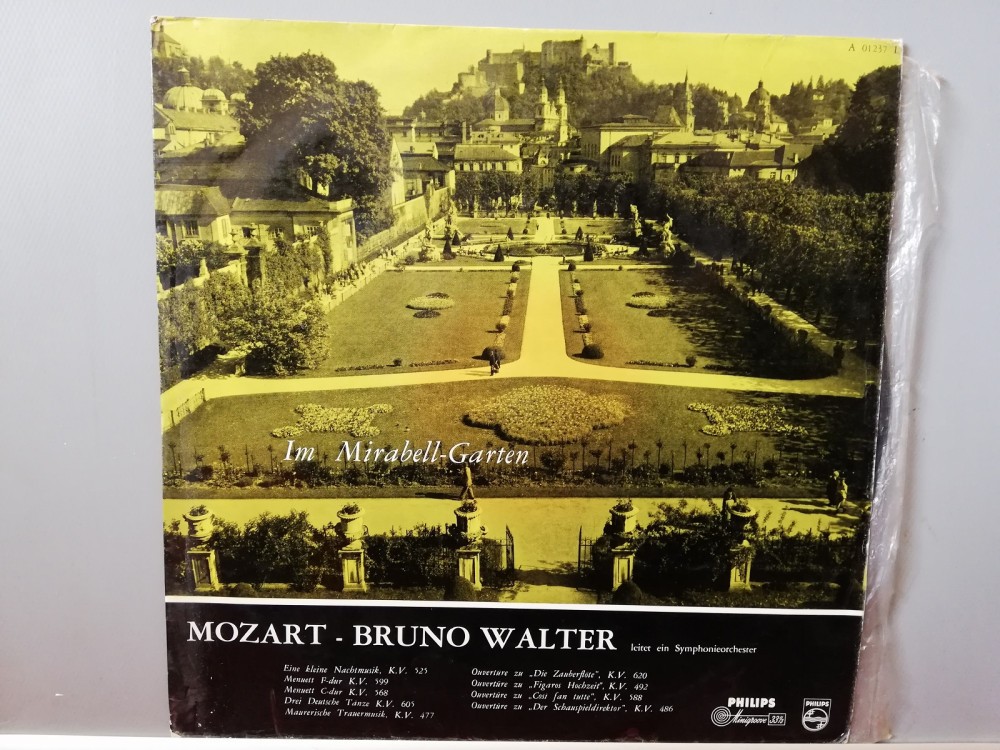 A 01237 L
Im Mirabell-Garten
MOZART - BRUNO WALTER leitet ein Symphonieorchester
Eine kleine Nachtmusik, K.V. 525
Menuett F-dur K.V. 599
Menuett C-dur K.V. 568
Drei Deutsche Tänze K.V. 605
Maurerische Trauermusik, K.V. 477
Ouvertüre zu „Die Zauberflöte", K.V. 620
Ouvertüre zu „Figaros Hochzeit", K.V. 492
Ouvertüre zu „Cosi fan tutte", K.V. 588
Ouvertüre zu „Der Schauspieldirektor", K.V. 486
PHILIPS
Minigroove 33⅓
PHILIPS